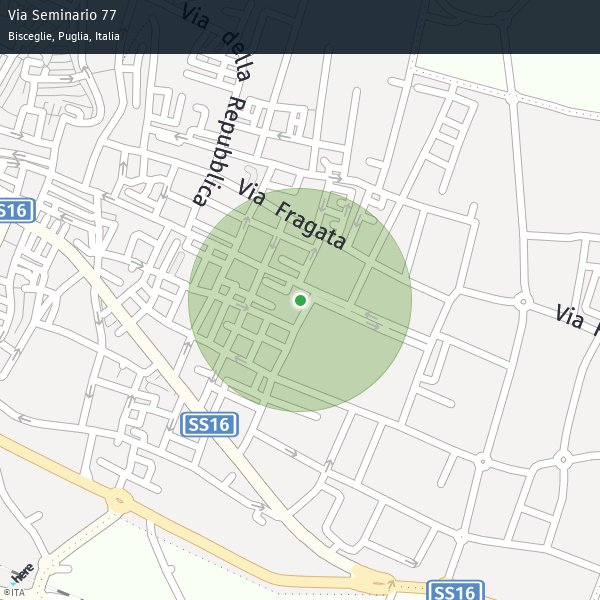 Via Seminario 77
Bisceglie, Puglia, Italia
Via della Repubblica
Via Fragata
SS16
Via
SS16
SS16
here
©ITA